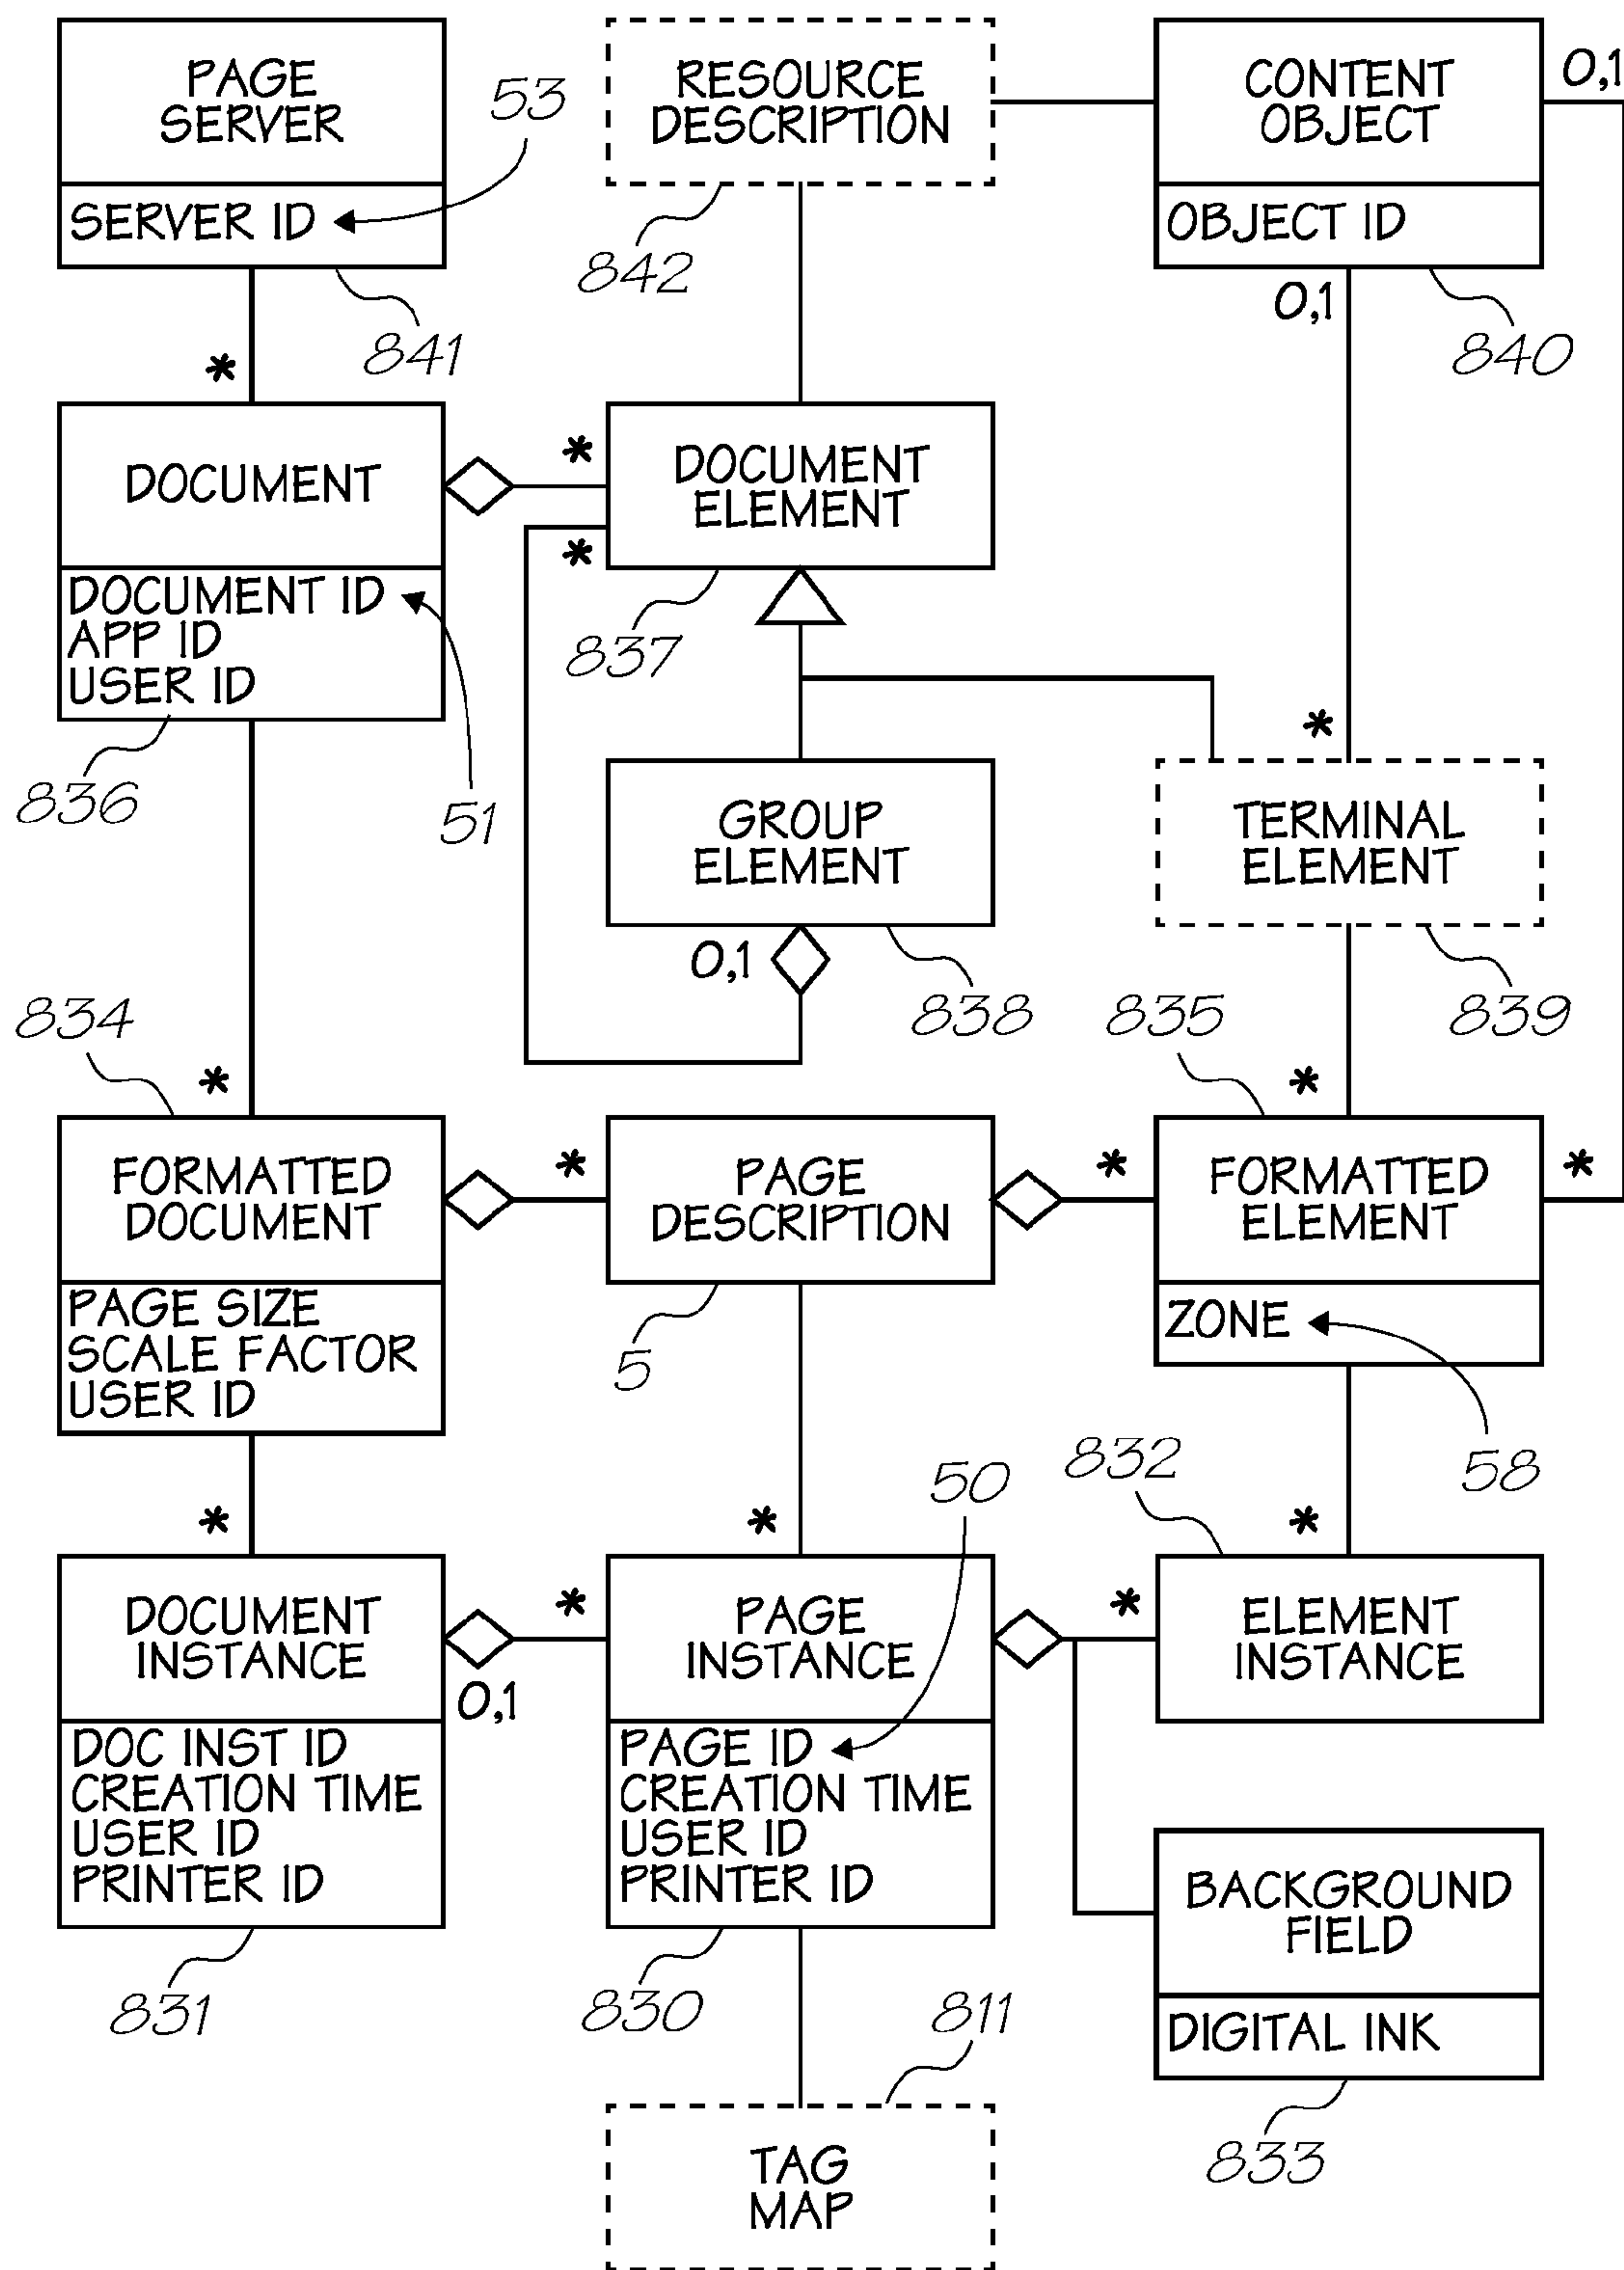 PAGE
SERVER
SERVER ID
53
841
RESOURCE
DESCRIPTION
842
CONTENT
OBJECT
OBJECT ID
0,1
0,1
840
*
DOCUMENT
DOCUMENT ID
APP ID
USER ID
836
51
*
*
DOCUMENT
ELEMENT
837
GROUP
ELEMENT
0,1
838
*
TERMINAL
ELEMENT
839
834
*
FORMATTED
DOCUMENT
PAGE SIZE
SCALE FACTOR
USER ID
*
PAGE
DESCRIPTION
5
835
*
*
*
FORMATTED
ELEMENT
ZONE
58
*
DOCUMENT
INSTANCE
0,1
DOC INST ID
CREATION TIME
USER ID
PRINTER ID
831
*
*
50
PAGE
INSTANCE
PAGE ID
CREATION TIME
USER ID
PRINTER ID
830
832
*
*
ELEMENT
INSTANCE
BACKGROUND
FIELD
DIGITAL INK
833
811
TAG
MAP